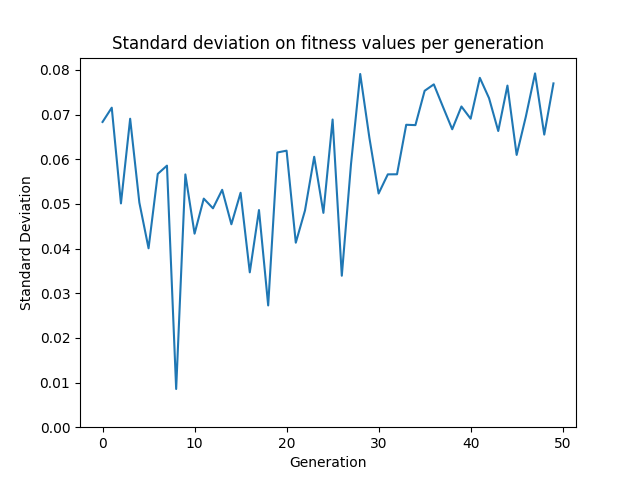 Standard deviation on fitness values per generation
0.08
0.07
0.06
0.05
0.04
0.03
0.02
0.01
0.00
Standard Deviation
0 10 20 30 40 50
Generation